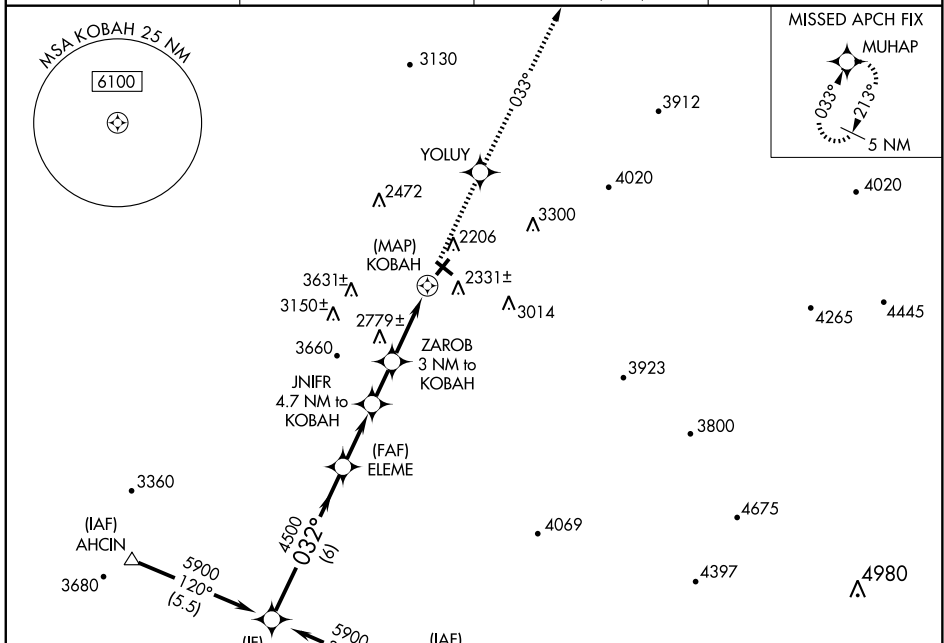 MSA KOBAH 25 NM
6100
MISSED APCH FIX
MUHAP
033°
213°
5 NM
3130
033°
3912
YOLUY
4020
4020
2472
3300
2206
(MAP)
KOBAH
3631±
2331±
3150±
3014
4265
4445
2779±
3660
ZAROB
3 NM to
KOBAH
3923
JNIFR
4.7 NM to
KOBAH
3800
(FAF)
ELEME
3360
4675
4500
032°
(6)
4069
(IAF)
AHCIN
5900
120°
(5.5)
3680
4397
4980
5900
(IAF)
(IF)